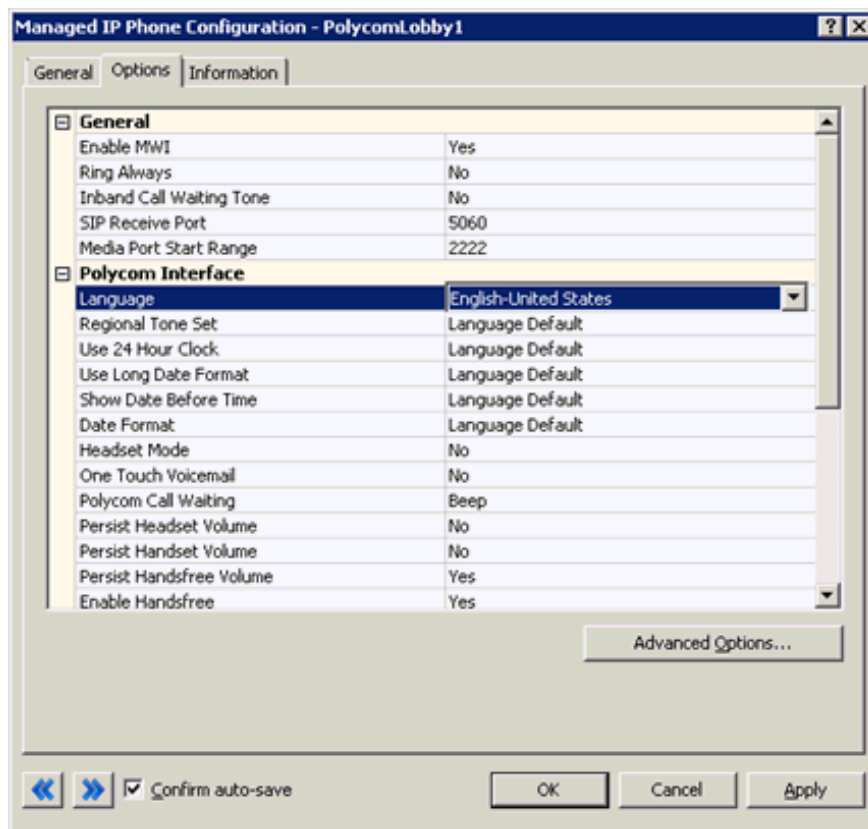 Managed IP Phone Configuration - PolycomLobby1
General Options Information
General
Enable MWI Yes
Ring Always No
Inband Call Waiting Tone No
SIP Receive Port 5060
Media Port Start Range 2222
Polycom Interface
Language English-United States
Regional Tone Set Language Default
Use 24 Hour Clock Language Default
Use Long Date Format Language Default
Show Date Before Time Language Default
Date Format Language Default
Headset Mode No
One Touch Voicemail No
Polycom Call Waiting Beep
Persist Headset Volume No
Persist Handset Volume No
Persist Handsfree Volume Yes
Enable Handsfree Yes
Advanced Options...
Confirm auto-save OK Cancel Apply